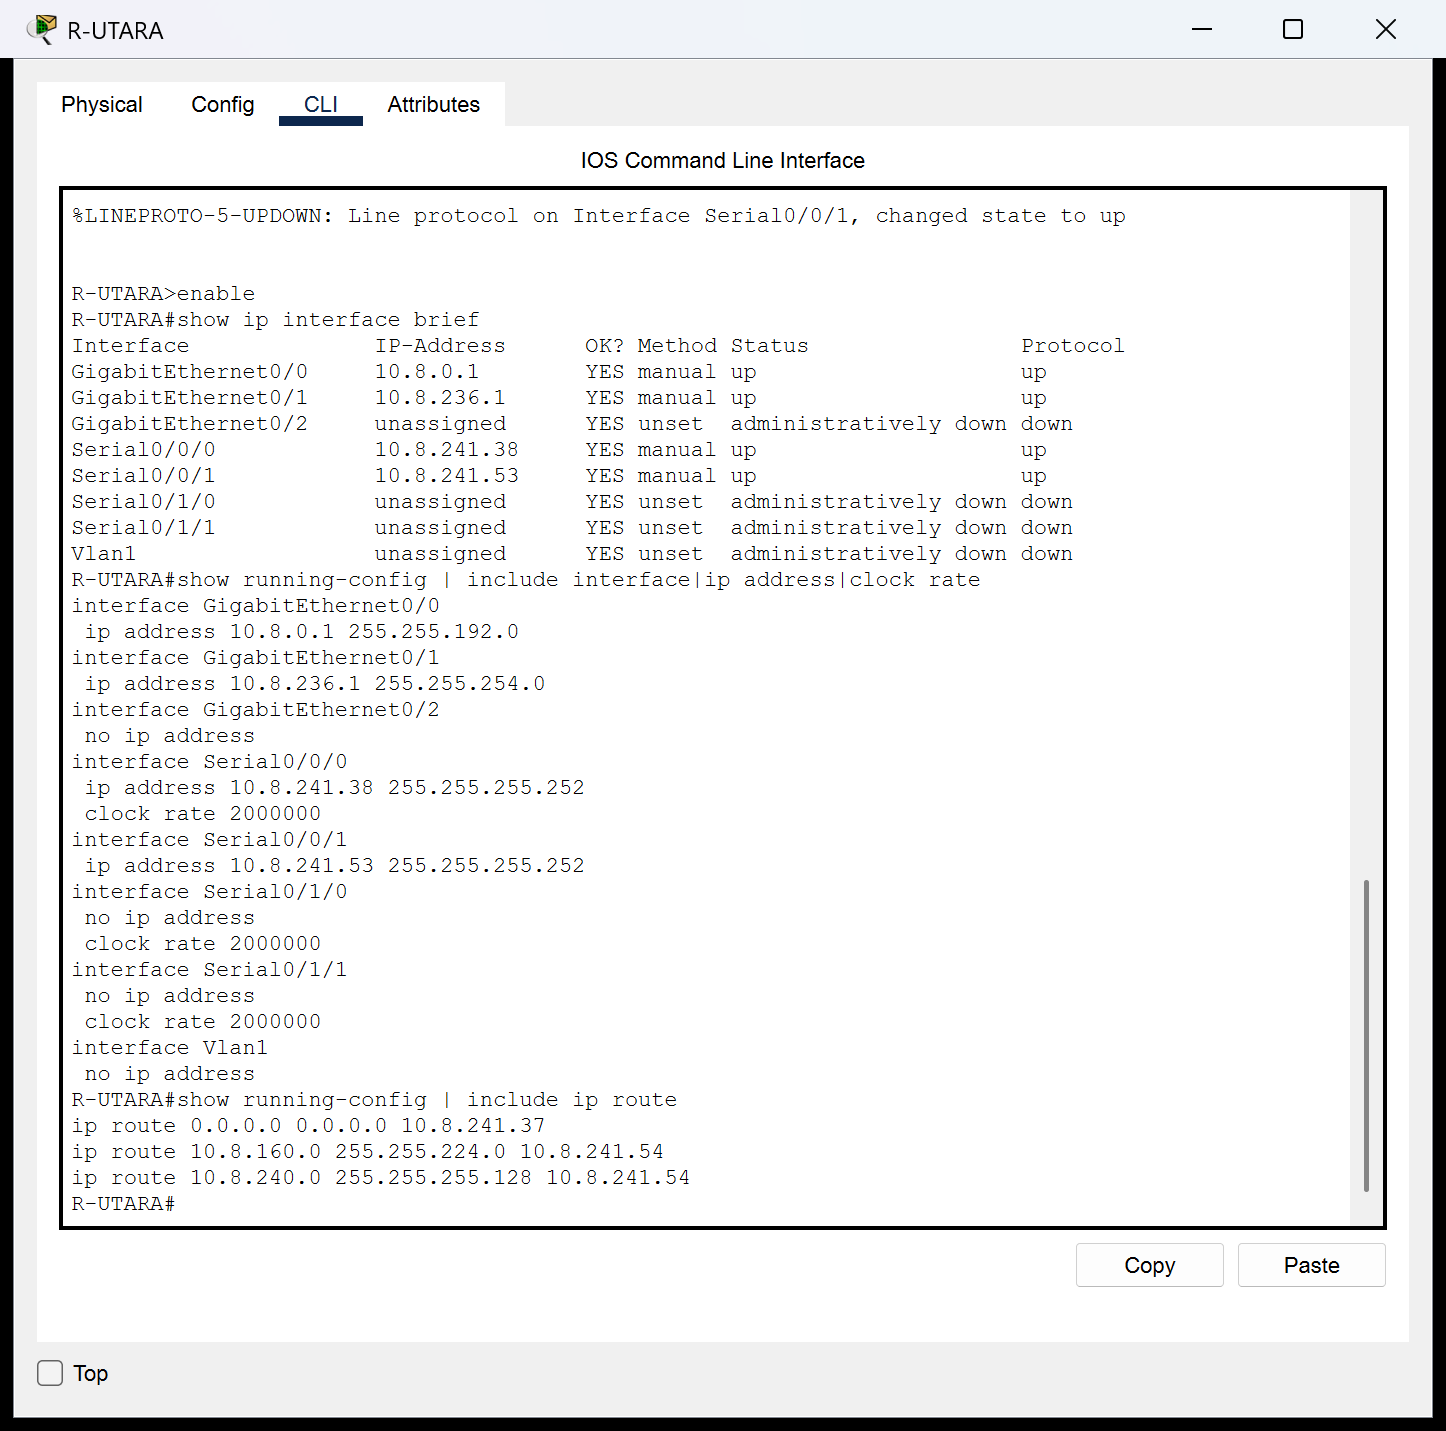 R-UTARA
Physical Config CLI Attributes
IOS Command Line Interface
%LINEPROTO-5-UPDOWN: Line protocol on Interface Serial0/0/1, changed state to up
R-UTARA>enable
R-UTARA#show ip interface brief
Interface IP-Address OK? Method Status Protocol
GigabitEthernet0/0 10.8.0.1 YES manual up up
GigabitEthernet0/1 10.8.236.1 YES manual up up
GigabitEthernet0/2 unassigned YES unset administratively down down
Serial0/0/0 10.8.241.38 YES manual up up
Serial0/0/1 10.8.241.53 YES manual up up
Serial0/1/0 unassigned YES unset administratively down down
Serial0/1/1 unassigned YES unset administratively down down
Vlan1 unassigned YES unset administratively down down
R-UTARA#show running-config | include interface|ip address|clock rate
interface GigabitEthernet0/0
ip address 10.8.0.1 255.255.192.0
interface GigabitEthernet0/1
ip address 10.8.236.1 255.255.254.0
interface GigabitEthernet0/2
no ip address
interface Serial0/0/0
ip address 10.8.241.38 255.255.255.252
clock rate 2000000
interface Serial0/0/1
ip address 10.8.241.53 255.255.255.252
interface Serial0/1/0
no ip address
clock rate 2000000
interface Serial0/1/1
no ip address
clock rate 2000000
interface Vlan1
no ip address
R-UTARA#show running-config | include ip route
ip route 0.0.0.0 0.0.0.0 10.8.241.37
ip route 10.8.160.0 255.255.224.0 10.8.241.54
ip route 10.8.240.0 255.255.255.128 10.8.241.54
R-UTARA#
Copy Paste
Top